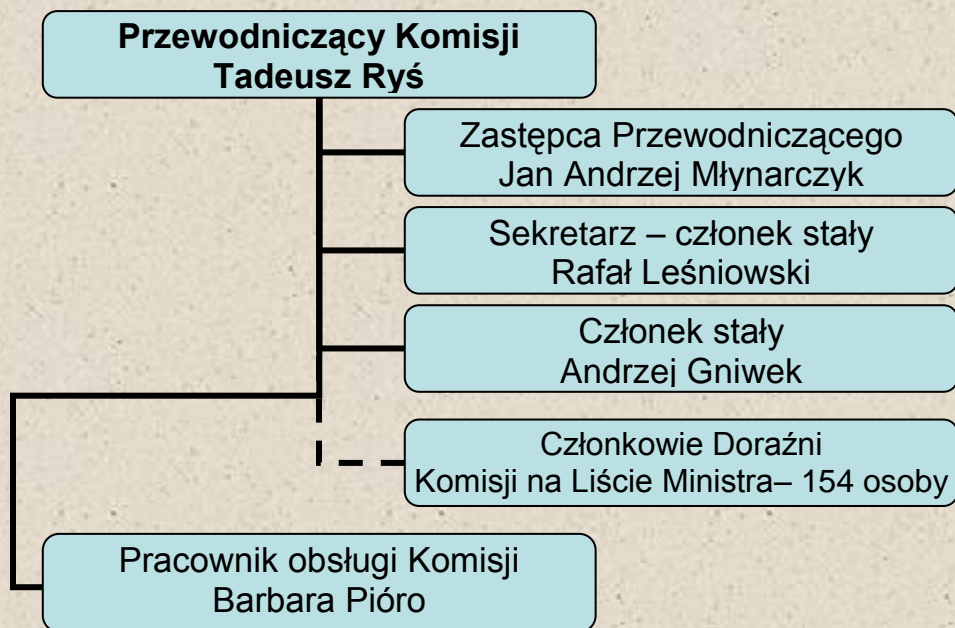 Przewodniczący Komisji
Tadeusz Ryś
Zastępca Przewodniczącego
Jan Andrzej Młynarczyk
Sekretarz – członek stały
Rafał Leśniowski
Członek stały
Andrzej Gniwek
Członkowie Doraźni
Komisji na Liście Ministra– 154 osoby
Pracownik obsługi Komisji
Barbara Pióro